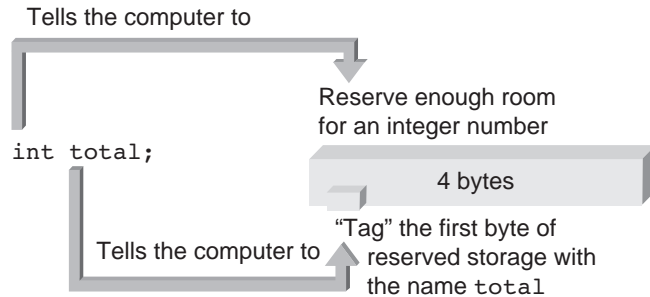 Tells the computer to
Reserve enough room
for an integer number
int total;
4 bytes
“Tag” the first byte of
reserved storage with
the name total
Tells the computer to